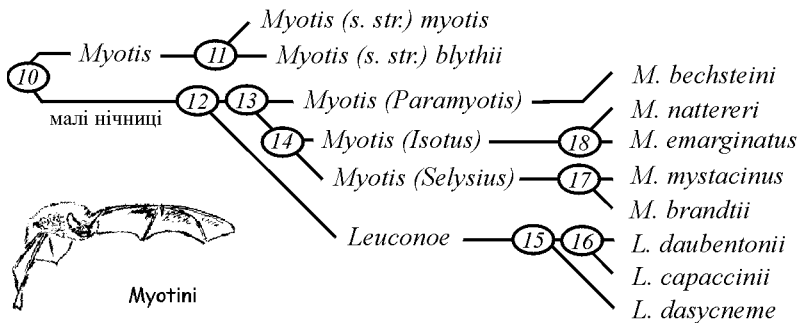 Myotis (s. str.) myotis
10 Myotis 11 Myotis (s. str.) blythii
M. bechsteini
12 13 Myotis (Paramyotis)
малі нічниці
M. nattereri
14 Myotis (Isotus) 18 M. emarginatus
Myotis (Selysius) 17 M. mystacinus
M. brandtii
Leuconoe 15 16 L. daubentonii
L. capaccinii
Myotini
L. dasycneme